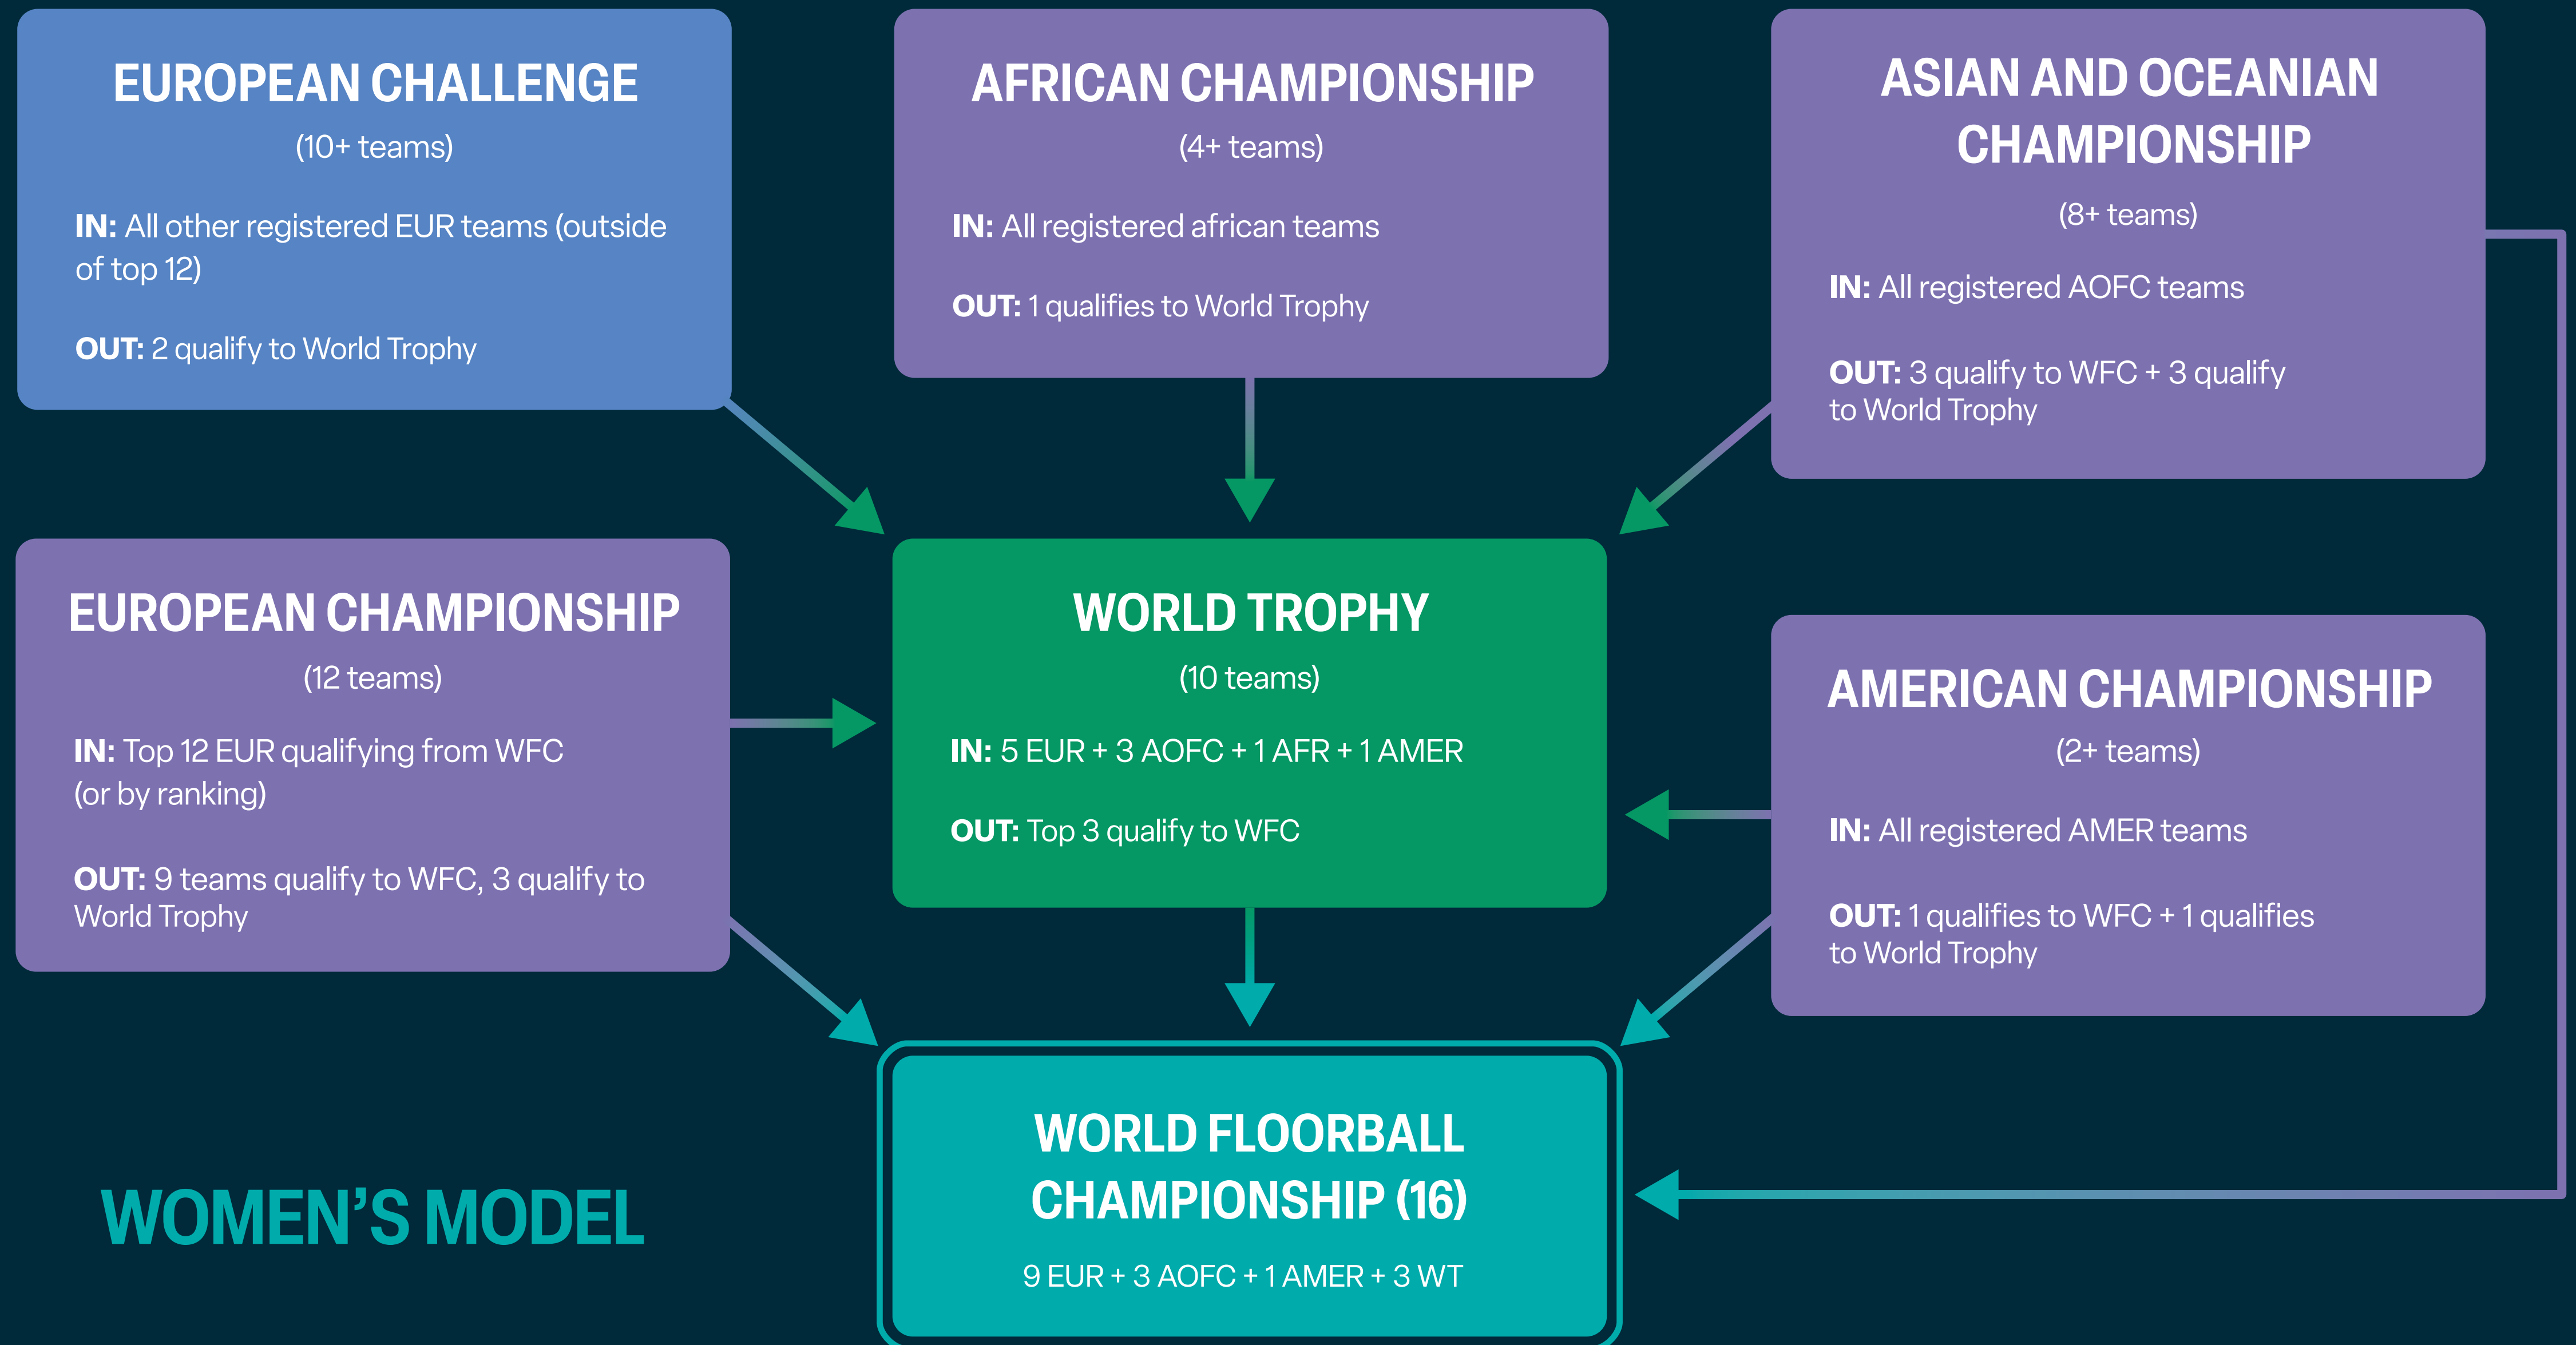 EUROPEAN CHALLENGE
(10+ teams)
IN: All other registered EUR teams (outside
of top 12)
OUT: 2 qualify to World Trophy
AFRICAN CHAMPIONSHIP
(4+ teams)
IN: All registered african teams
OUT: 1 qualifies to World Trophy
ASIAN AND OCEANIAN
CHAMPIONSHIP
(8+ teams)
IN: All registered AOFC teams
OUT: 3 qualify to WFC + 3 qualify
to World Trophy
EUROPEAN CHAMPIONSHIP
(12 teams)
IN: Top 12 EUR qualifying from WFC
(or by ranking)
OUT: 9 teams qualify to WFC, 3 qualify to
World Trophy
WORLD TROPHY
(10 teams)
IN: 5 EUR + 3 AOFC + 1 AFR + 1 AMER
OUT: Top 3 qualify to WFC
AMERICAN CHAMPIONSHIP
(2+ teams)
IN: All registered AMER teams
OUT: 1 qualifies to WFC + 1 qualifies
to World Trophy
WOMEN’S MODEL
WORLD FLOORBALL
CHAMPIONSHIP (16)
9 EUR + 3 AOFC + 1 AMER + 3 WT